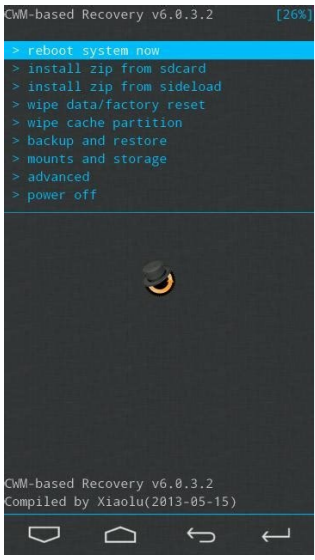 CWM-based Recovery v6.0.3.2 [26%]
> reboot system now
> install zip from sdcard
> install zip from sideload
> wipe data/factory reset
> wipe cache partition
> backup and restore
> mounts and storage
> advanced
> power off
CWM-based Recovery v6.0.3.2
Compiled by Xiaolu(2013-05-15)